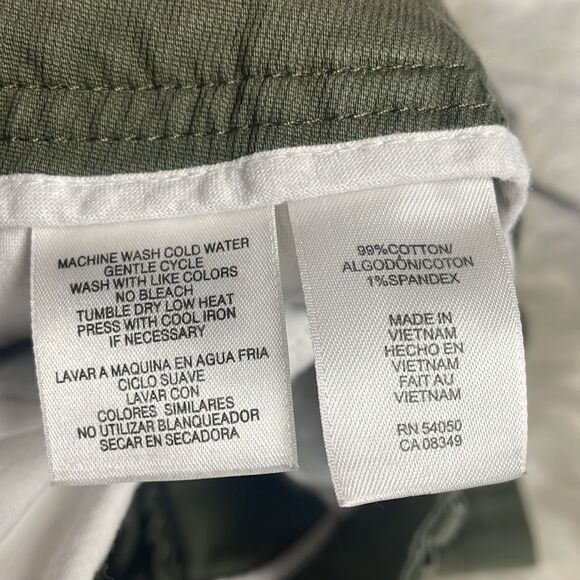 MACHINE WASH COLD WATER
GENTLE CYCLE
WASH WITH LIKE COLORS
NO BLEACH
TUMBLE DRY LOW HEAT
PRESS WITH COOL IRON
IF NECESSARY
LAVAR A MAQUINA EN AGUA FRIA
CICLO SUAVE
LAVAR CON
COLORES SIMILARES
NO UTILIZAR BLANQUEADOR
SECAR EN SECADORA
99%COTTON/
ALGODÓN/COTON
1%SPANDEX
MADE IN
VIETNAM
HECHO EN
VIETNAM
FAIT AU
VIETNAM
RN 54050
CA 08349